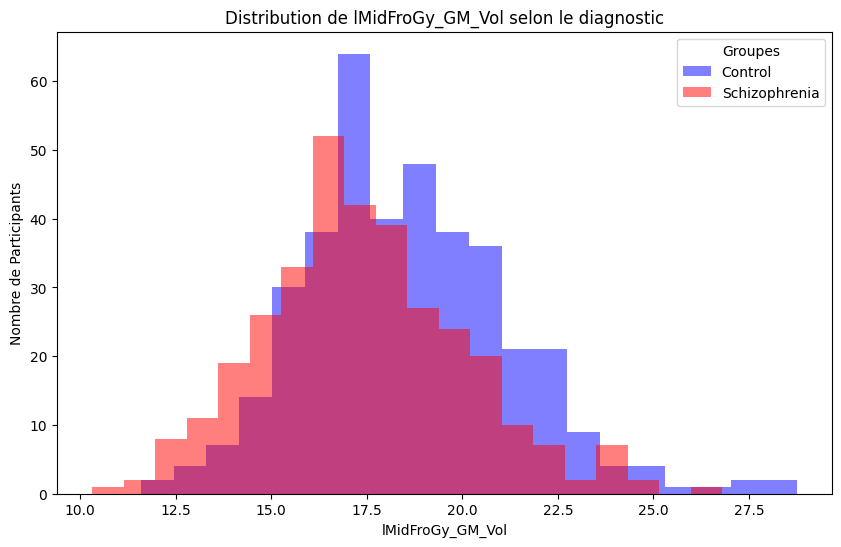 Distribution de lMidFroGy_GM_Vol selon le diagnostic
Groupes
Control
Schizophrenia
Nombre de Participants
60
50
40
30
20
10
0
10.0 12.5 15.0 17.5 20.0 22.5 25.0 27.5
lMidFroGy_GM_Vol